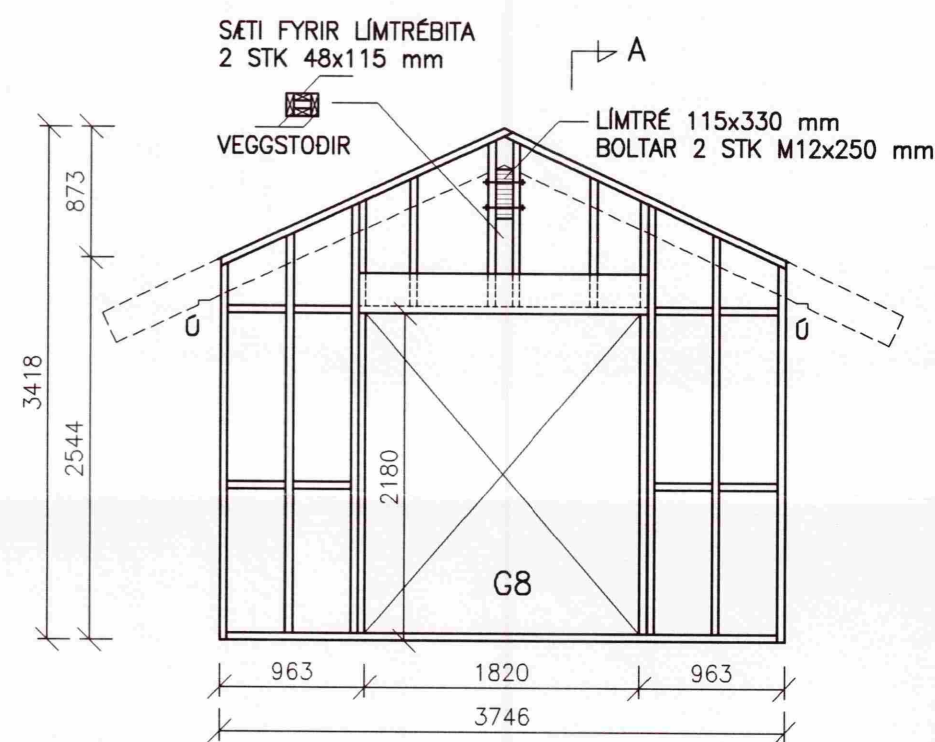 SÆTI FYRIR LÍMTRÉBITA
2 STK 48x115 mm
VEGGSTOÐIR
A
LÍMTRÉ 115x330 mm
BOLTAR 2 STK M12x250 mm
873
3418
2544
Ú
Ú
2180
G8
963
1820
963
3746